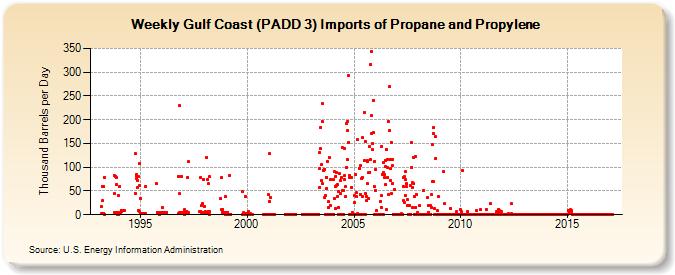 Weekly Gulf Coast (PADD 3) Imports of Propane and Propylene
Thousand Barrels per Day
350
300
250
200
150
100
50
0
1995 2000 2005 2010 2015
Source: U.S. Energy Information Administration